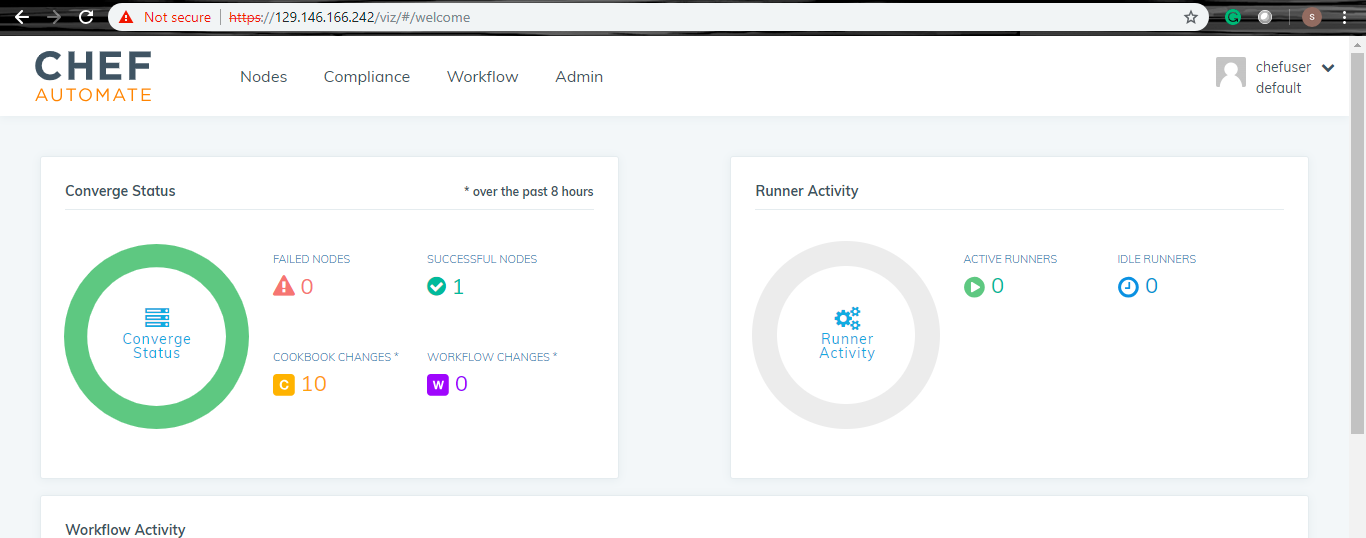 Not secure
https://129.146.166.242/viz/#/welcome
S
CHEF
AUTOMATE
Nodes
Compliance
Workflow
Admin
chefuser
default
Converge Status
* over the past 8 hours
Converge
Status
FAILED NODES
0
SUCCESSFUL NODES
1
COOKBOOK CHANGES *
C 10
WORKFLOW CHANGES *
W 0
Runner Activity
Runner
Activity
ACTIVE RUNNERS
0
IDLE RUNNERS
0
Workflow Activity